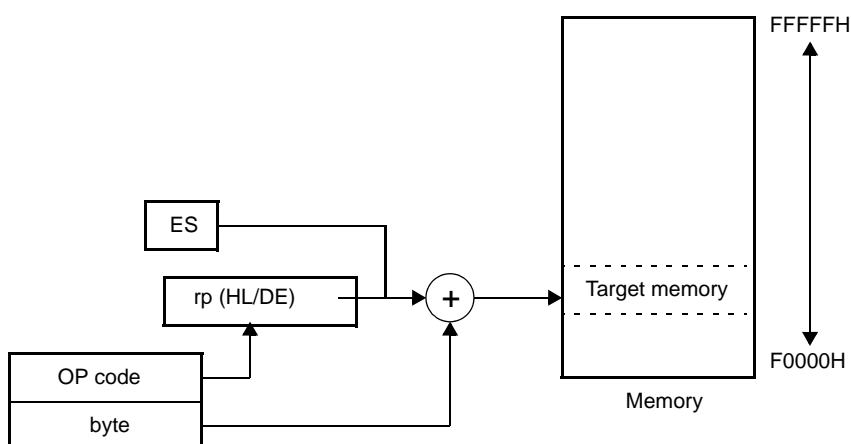 FFFFFH
ES
rp (HL/DE)
+
Target memory
OP code
F0000H
Memory
byte